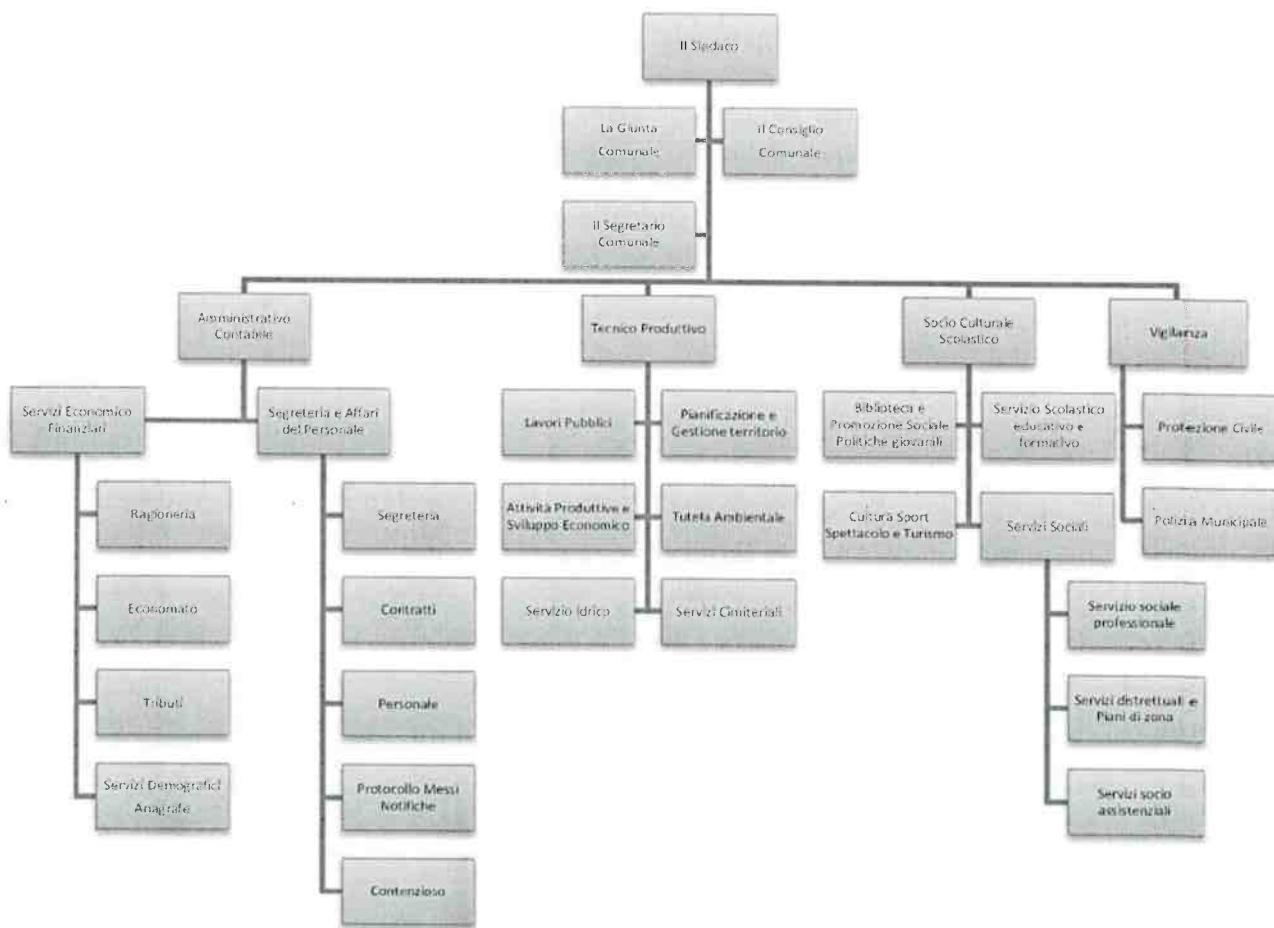 Il Sindaco
La Giunta
Comunale
il Consiglio
Comunale
Il Segretario
Comunale
Amministrativo
Contabile
Tecnico Produttivo
Socio Culturale
Scolastico
Vigilanza
Servizi Economico
Finanziari
Segreteria e Affari
del Personale
Lavori Pubblici
Pianificazione e
Gestione territorio
Biblioteca e
Promozione Sociale
Politiche giovanili
Servizio Scolastico
educativo e
formativo
Protezione Civile
Ragioneria
Segreteria
Attività Produttive e
Sviluppo Economico
Tutela Ambientale
Cultura Sport
Spettacolo e Turismo
Servizi Sociali
Polizia Municipale
Economato
Contratti
Servizio Idrico
Servizi Cimiteriali
Servizio sociale
professionale
Tributi
Personale
Servizi distrettuali e
Piani di zona
Servizi Demografici
Anagrafe
Protocollo Messi
Notifiche
Servizi socio
assistenziali
Contenzioso